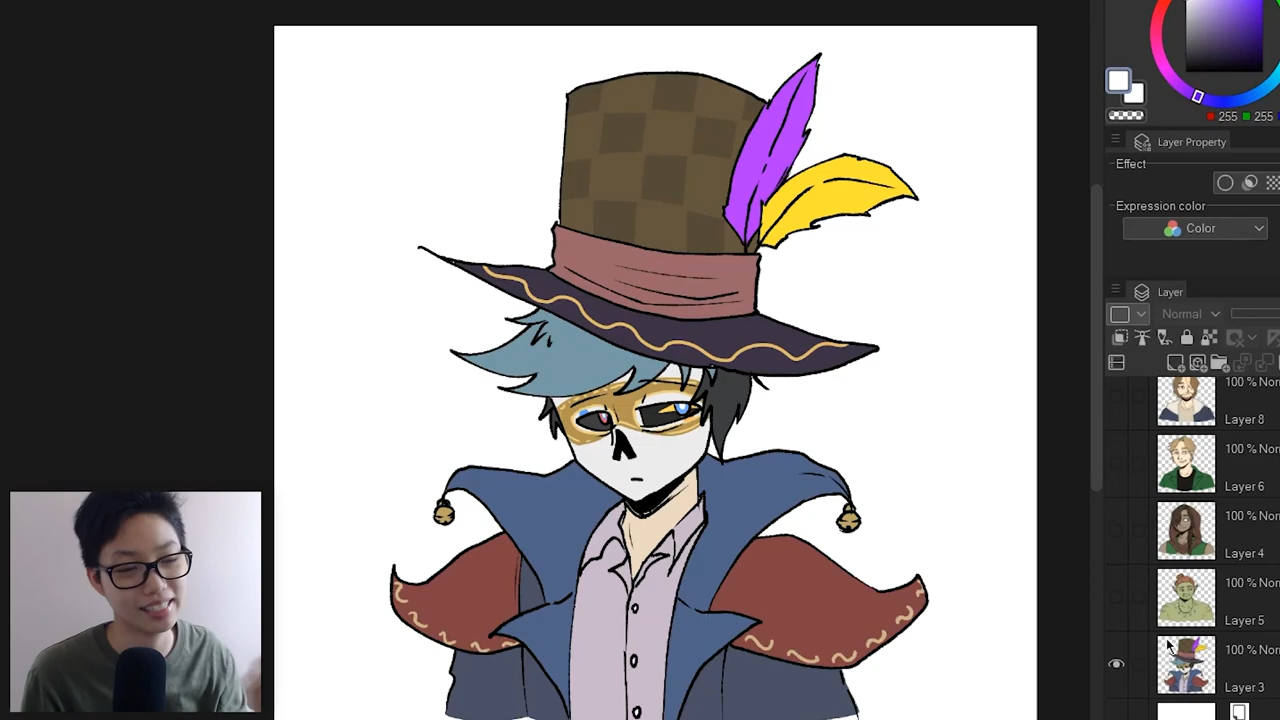 255 255
Layer Property
Effect
Expression color
Color
Layer
Normal
100 % Nor
Layer 8
100 % Nor
Layer 6
100 % Nor
Layer 4
100 % Nor
Layer 5
100 % Nor
Layer 3